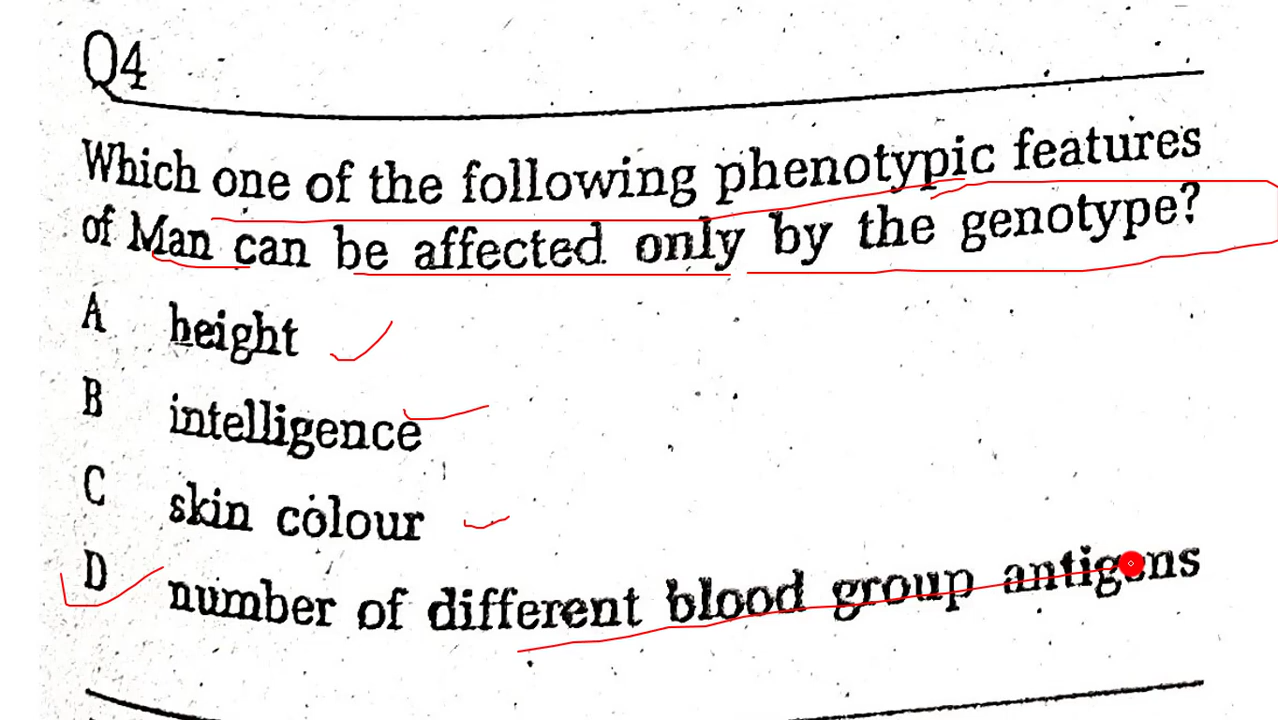 Q4
Which one of the following phenotypic features
of Man can be affected only by the genotype?
A height
B intelligence
C skin colour
D number of different blood group antigens